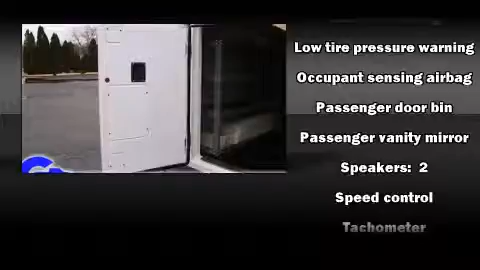 Low tire pressure warning
Occupant sensing airbag
Passenger door bin
Passenger vanity mirror
Speakers: 2
Speed control
Tachometer